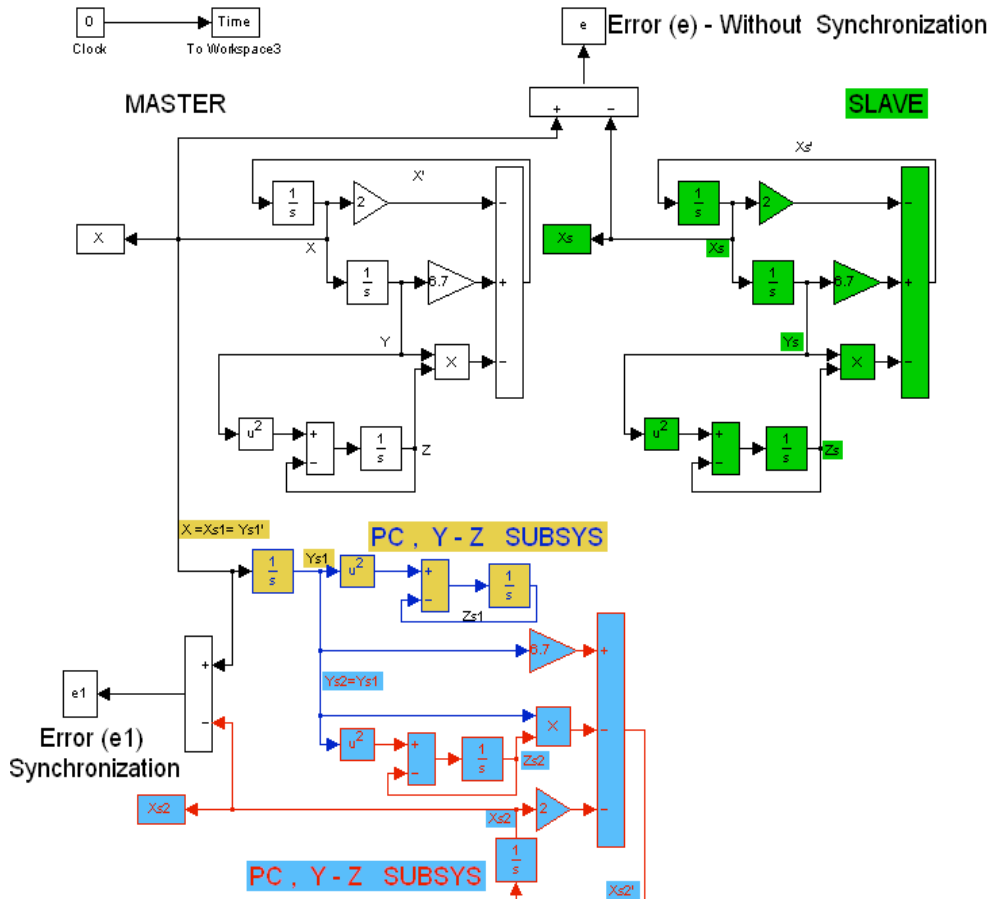 0
Clock
Time
To Workspace3
e
Error (e) - Without Synchronization
MASTER
+ −
SLAVE
X'
Xs'
1
s
2
−
X
X
1
s
6.7
+
Y
X
−
u²
+
−
1
s
Z
1
s
2
−
Xs
Xs
1
s
6.7
+
Ys
X
−
u²
+
−
1
s
Zs
X =Xs1= Ys1'
PC , Y - Z SUBSYS
1
s
Ys1
u²
+
−
1
s
Zs1
6.7
+
e1
+
−
Error (e1)
Synchronization
Ys2=Ys1
X
−
u²
+
−
1
s
Zs2
Xs2
Xs2
2
−
1
s
PC , Y - Z SUBSYS
Xs2'